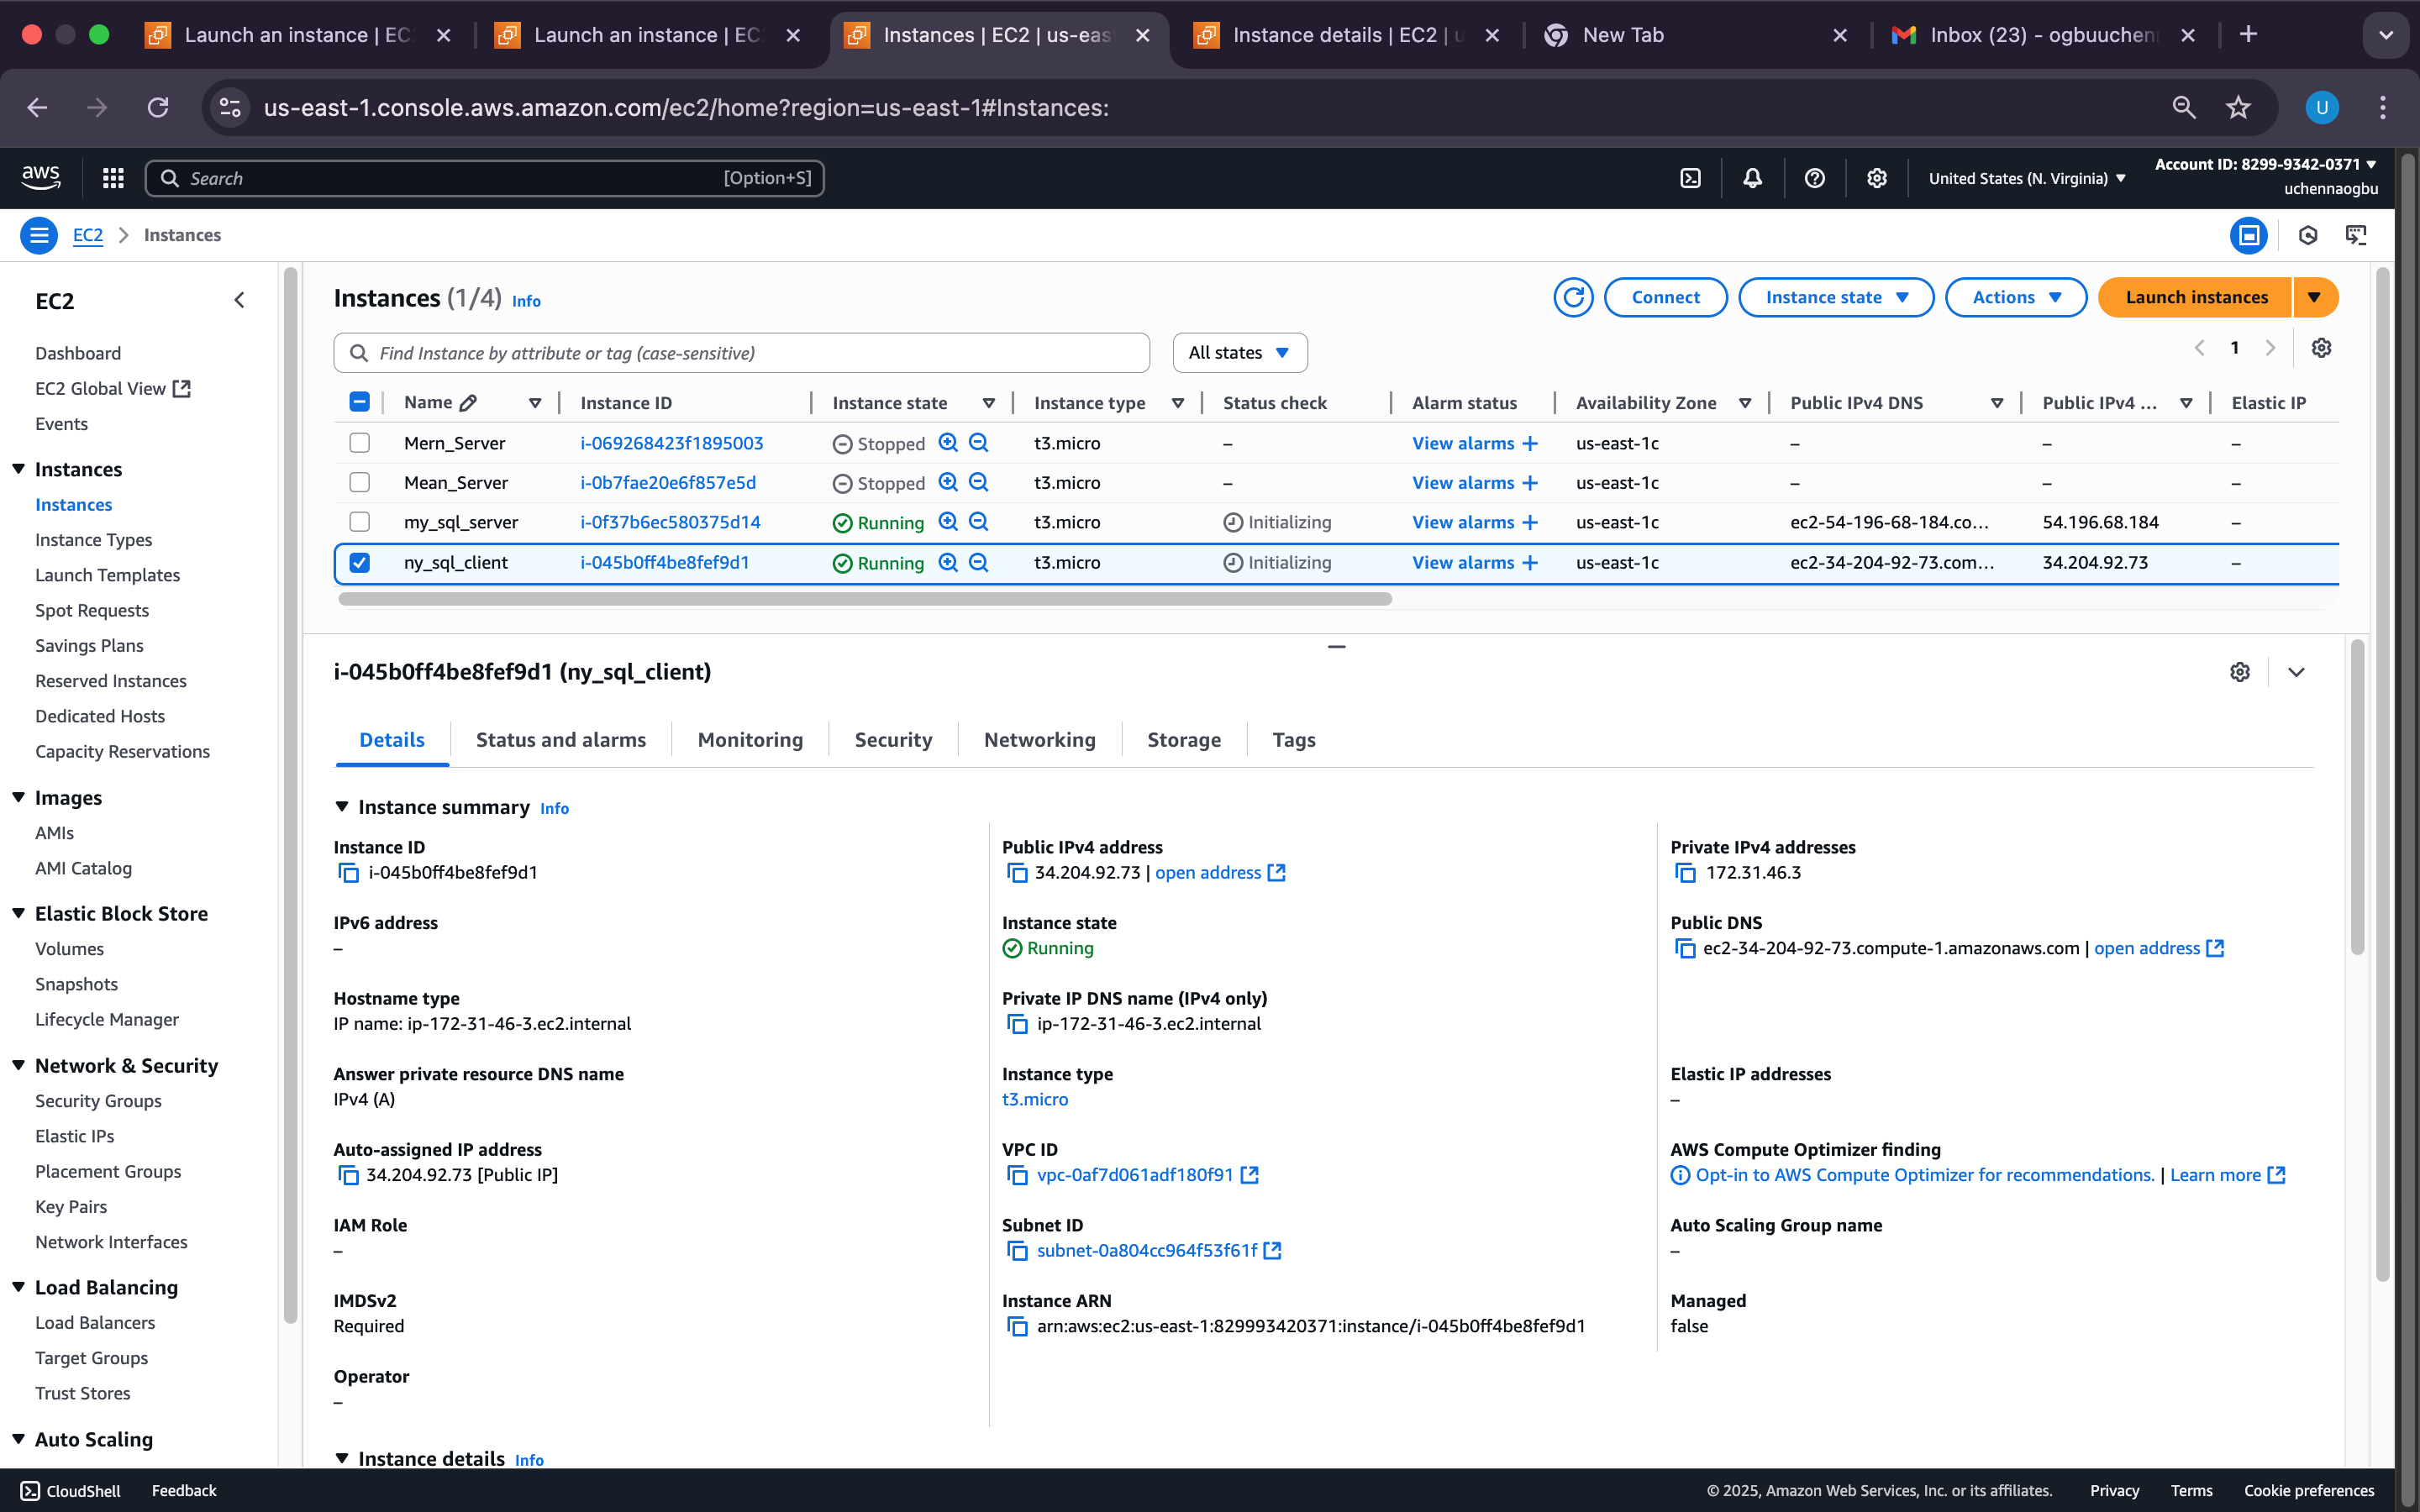 Launch an instance | EC
Launch an instance | EC
Instances | EC2 | us-eas
Instance details | EC2 | u
New Tab
Inbox (23) - ogbuuchenn
us-east-1.console.aws.amazon.com/ec2/home?region=us-east-1#Instances:
U
aws
Search
[Option+S]
United States (N. Virginia)
Account ID: 8299-9342-0371
uchennaogbu
EC2
Instances
EC2
Dashboard
EC2 Global View
Events
Instances
Instances
Instance Types
Launch Templates
Spot Requests
Savings Plans
Reserved Instances
Dedicated Hosts
Capacity Reservations
Images
AMIs
AMI Catalog
Elastic Block Store
Volumes
Snapshots
Lifecycle Manager
Network & Security
Security Groups
Elastic IPs
Placement Groups
Key Pairs
Network Interfaces
Load Balancing
Load Balancers
Target Groups
Trust Stores
Auto Scaling
Instances (1/4) Info
Connect
Instance state
Actions
Launch instances
Find Instance by attribute or tag (case-sensitive)
All states
1
Name Instance ID Instance state Instance type Status check Alarm status Availability Zone Public IPv4 DNS Public IPv4 ... Elastic IP
Mern_Server i-069268423f1895003 Stopped t3.micro – View alarms + us-east-1c – – –
Mean_Server i-0b7fae20e6f857e5d Stopped t3.micro – View alarms + us-east-1c – – –
my_sql_server i-0f37b6ec580375d14 Running t3.micro Initializing View alarms + us-east-1c ec2-54-196-68-184.co... 54.196.68.184 –
ny_sql_client i-045b0ff4be8fef9d1 Running t3.micro Initializing View alarms + us-east-1c ec2-34-204-92-73.com... 34.204.92.73 –
i-045b0ff4be8fef9d1 (ny_sql_client)
Details
Status and alarms
Monitoring
Security
Networking
Storage
Tags
Instance summary Info
Instance ID
i-045b0ff4be8fef9d1
Public IPv4 address
34.204.92.73 | open address
Private IPv4 addresses
172.31.46.3
IPv6 address
–
Instance state
Running
Public DNS
ec2-34-204-92-73.compute-1.amazonaws.com | open address
Hostname type
IP name: ip-172-31-46-3.ec2.internal
Private IP DNS name (IPv4 only)
ip-172-31-46-3.ec2.internal
Answer private resource DNS name
IPv4 (A)
Instance type
t3.micro
Elastic IP addresses
–
Auto-assigned IP address
34.204.92.73 [Public IP]
VPC ID
vpc-0af7d061adf180f91
AWS Compute Optimizer finding
Opt-in to AWS Compute Optimizer for recommendations. | Learn more
IAM Role
–
Subnet ID
subnet-0a804cc964f53f61f
Auto Scaling Group name
–
IMDSv2
Required
Instance ARN
arn:aws:ec2:us-east-1:829993420371:instance/i-045b0ff4be8fef9d1
Managed
false
Operator
–
Instance details Info
CloudShell
Feedback
© 2025, Amazon Web Services, Inc. or its affiliates.
Privacy
Terms
Cookie preferences